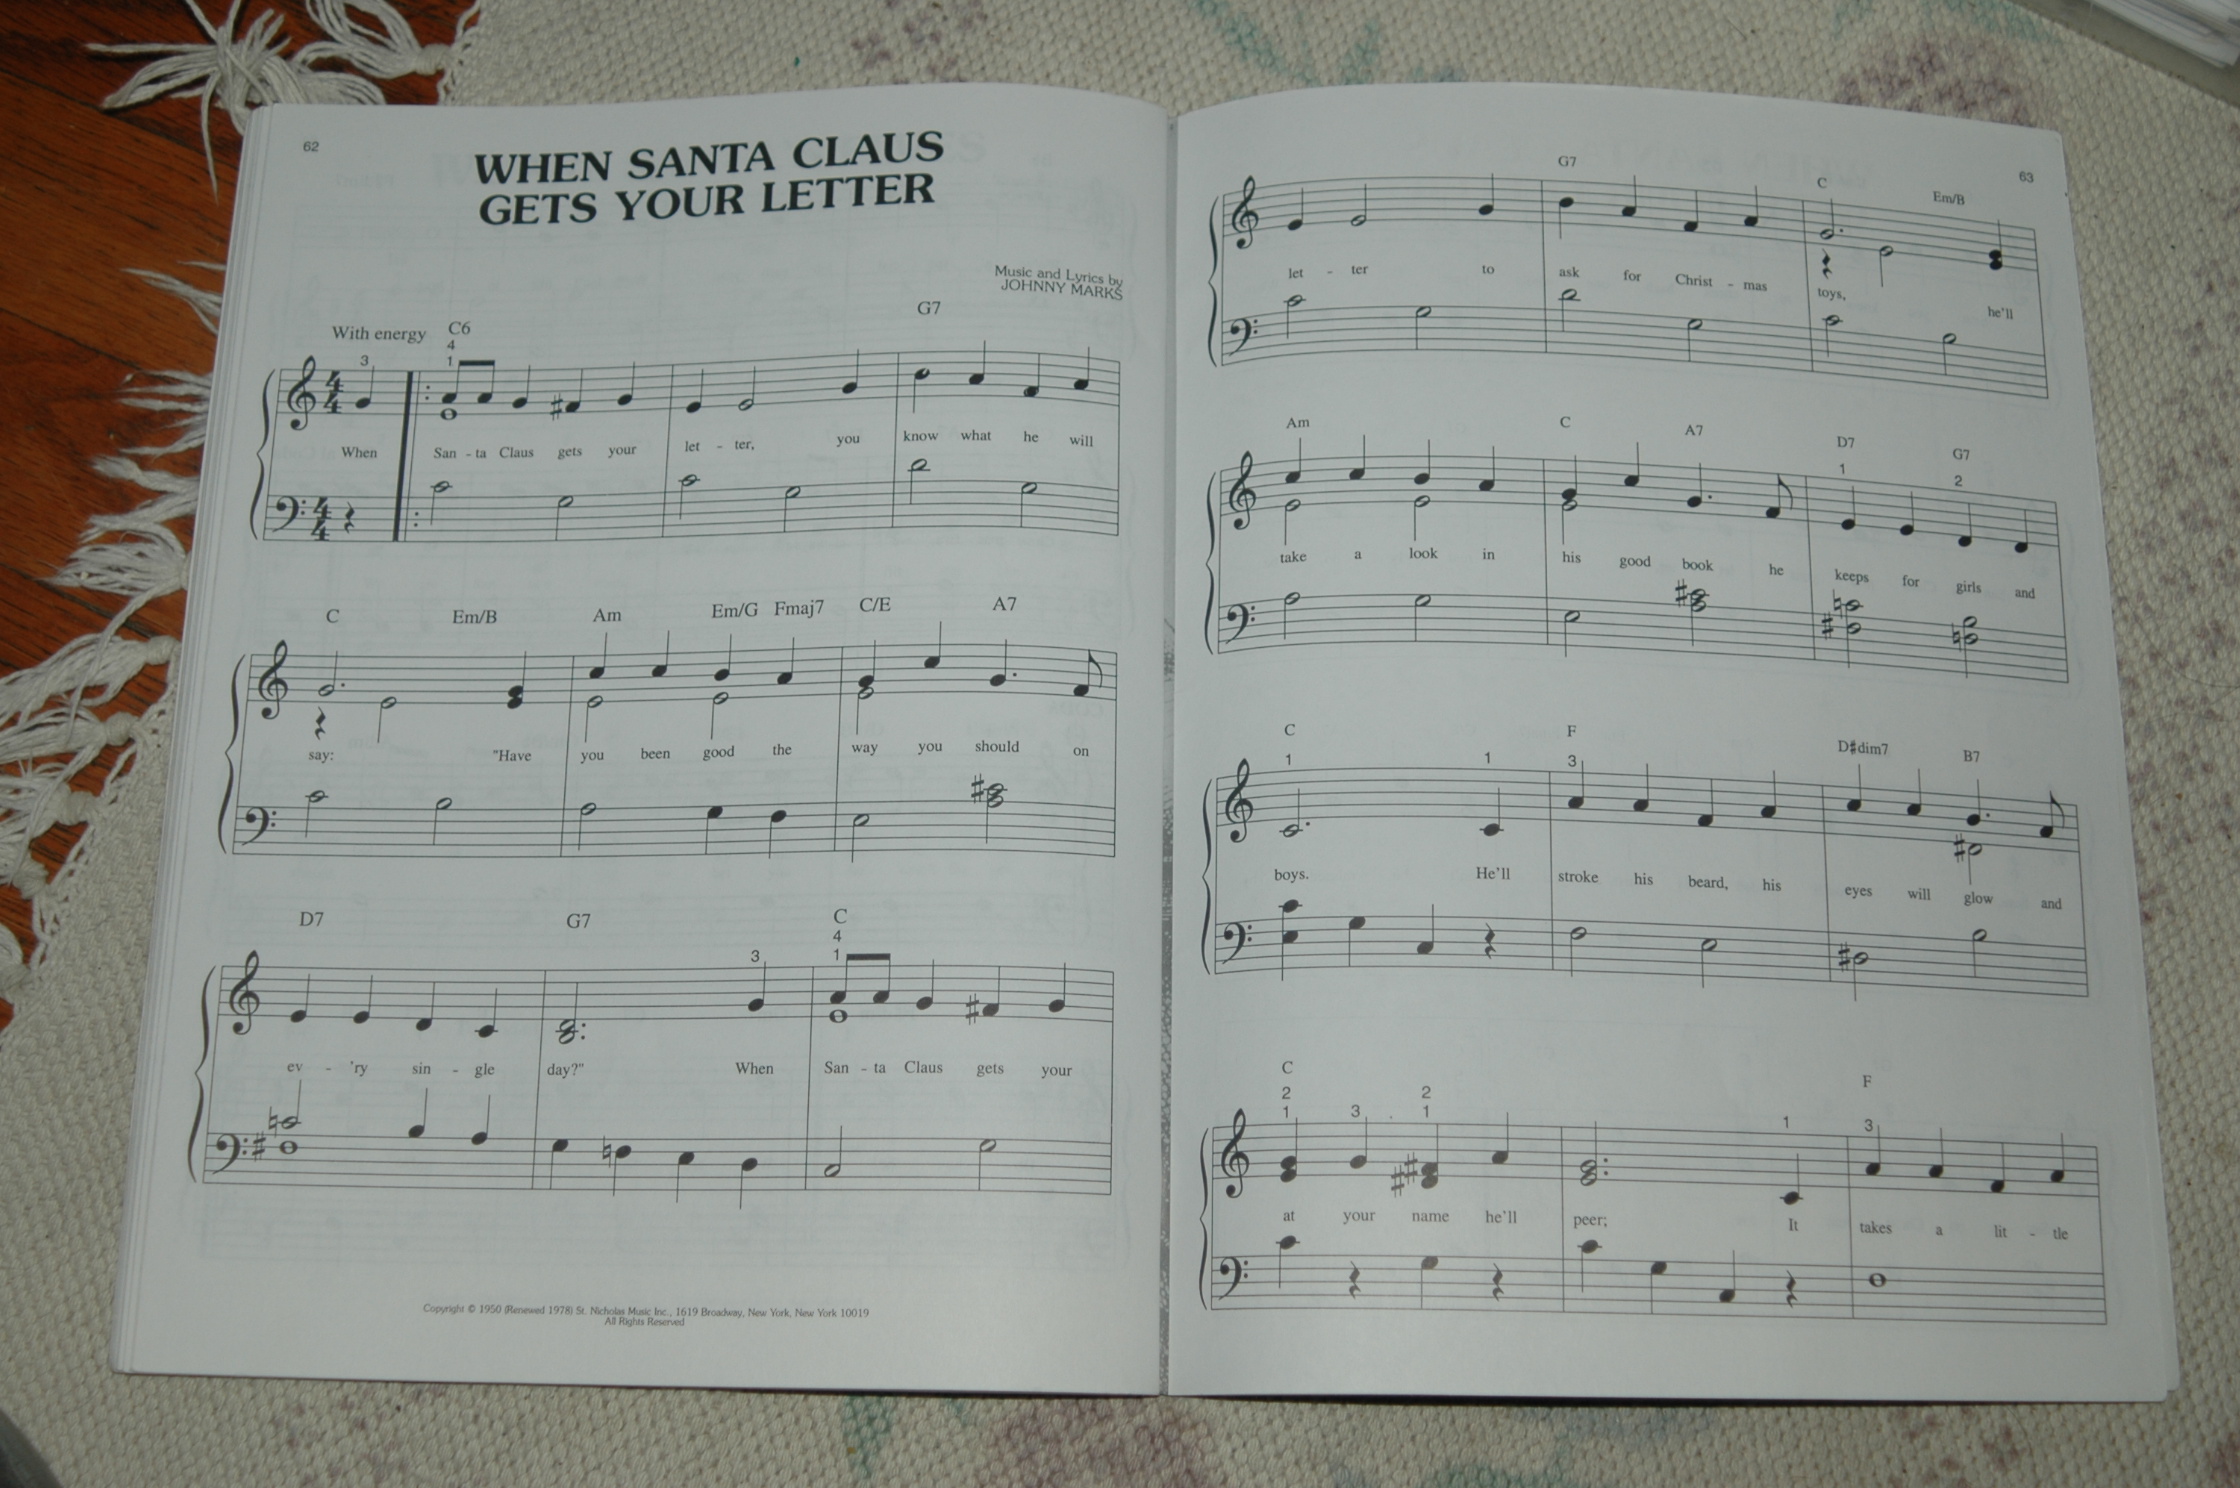 62
WHEN SANTA CLAUS
GETS YOUR LETTER
Music and Lyrics by
JOHNNY MARKS
With energy C6 G7
4
3 1
When San - ta Claus gets your let - ter, you know what he will
C Em/B Am Em/G Fmaj7 C/E A7
say: "Have you been good the way you should on
D7 G7 C
4
3 1
ev - 'ry sin - gle day?" When San - ta Claus gets your
Copyright © 1950 (Renewed 1978) St. Nicholas Music Inc., 1619 Broadway, New York, New York 10019
All Rights Reserved
63
G7 C Em/B
let - ter to ask for Christ - mas toys, he'll
Am C A7 D7 G7
1 2
take a look in his good book he keeps for girls and
C F D♯dim7 B7
1 1 3
boys. He'll stroke his beard, his eyes will glow and
C F
2 2
1 3 1 1 3
at your name he'll peer; It takes a lit - tle